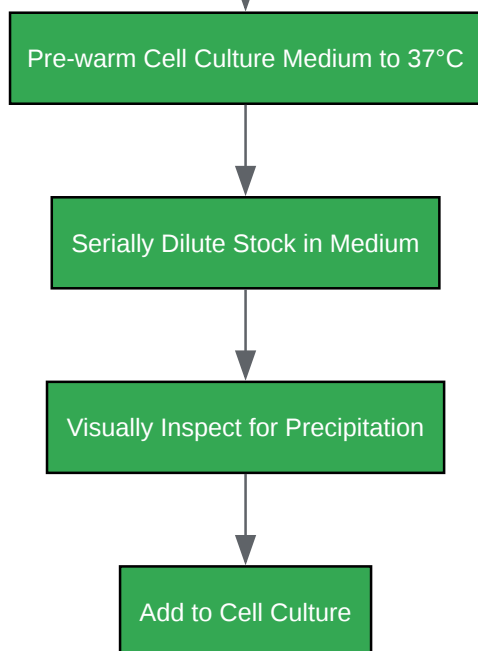 Pre-warm Cell Culture Medium to 37°C
Serially Dilute Stock in Medium
Visually Inspect for Precipitation
Add to Cell Culture